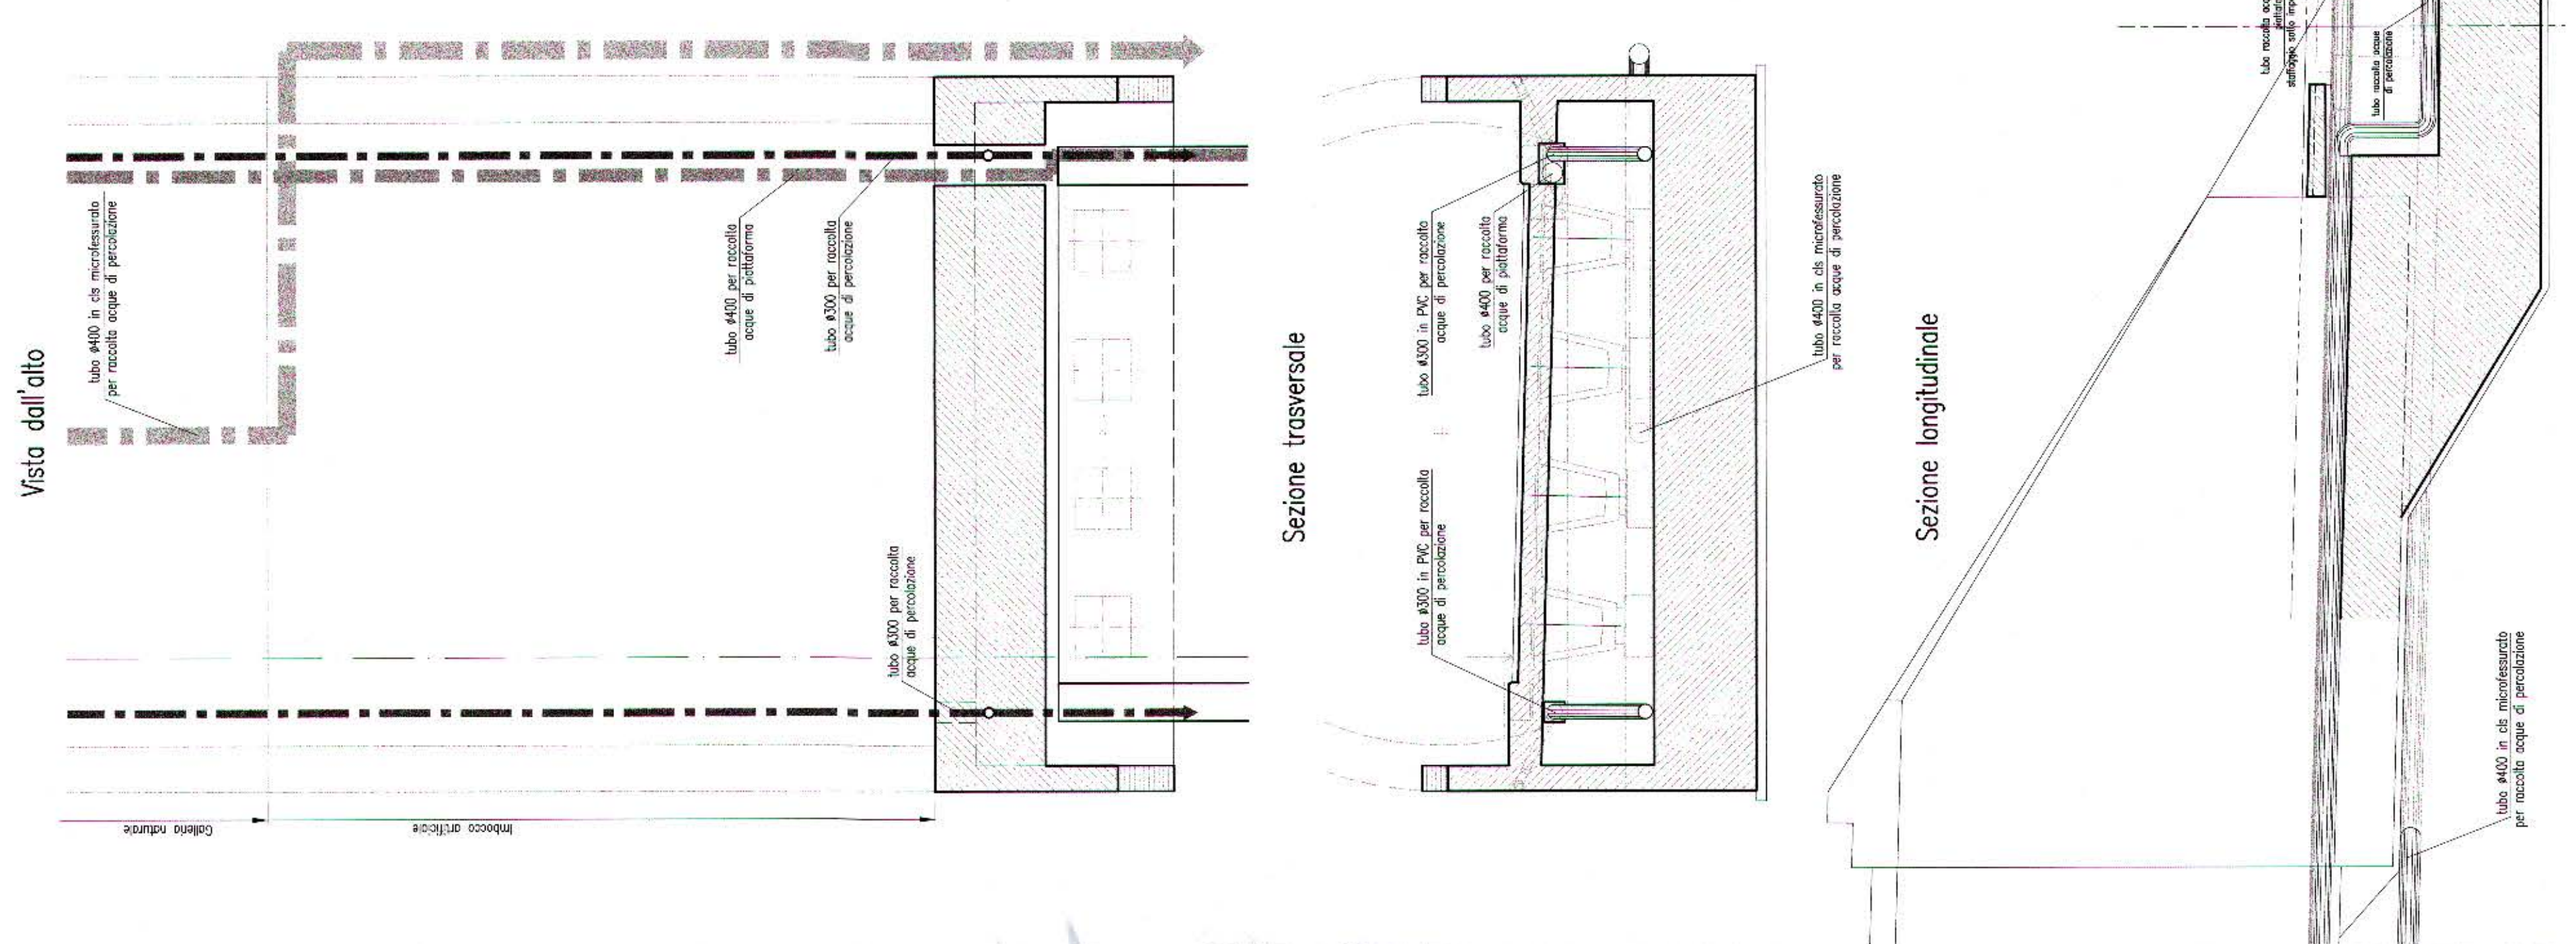 Vista dall'alto
tubo ø400 in cls microfessurato
per raccolta acque di percolazione
tubo ø400 per raccolta
acque di piattaforma
tubo ø300 per raccolta
acque di percolazione
tubo ø300 per raccolta
acque di percolazione
Galleria naturale
Imbocco artificiale
Sezione trasversale
tubo ø300 in PVC per raccolta
acque di percolazione
tubo ø400 per raccolta
acque di piattaforma
tubo ø300 in PVC per raccolta
acque di percolazione
tubo ø400 in cls microfessurato
per raccolta acque di percolazione
Sezione longitudinale
tubo raccolta
staffaggio sotto
tubo raccolta acque
di percolazione
tubo ø400 in cls microfessurato
per raccolta acque di percolazione